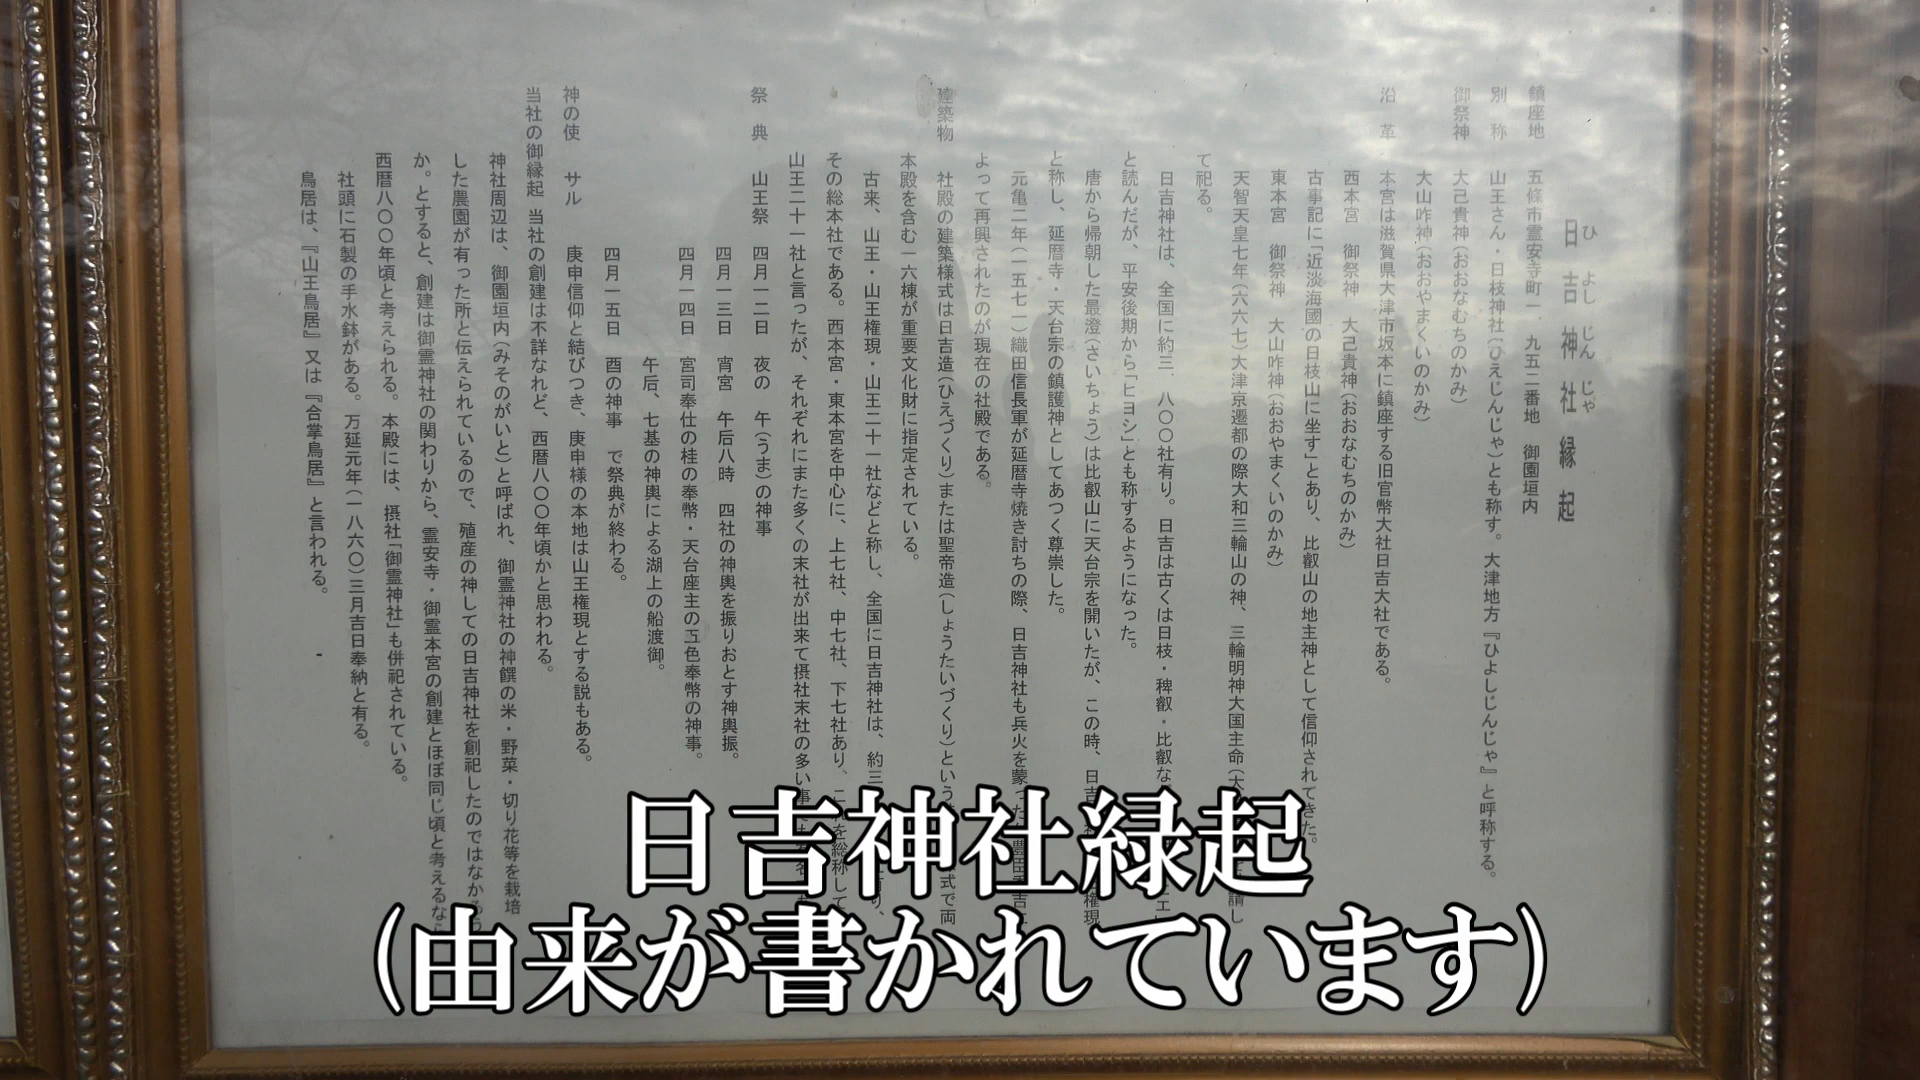 日吉神社縁起
ひよしじんじゃ
鎮座地 五條市霊安寺町一、九五二番地 御園垣内
別称 山王さん・日枝神社(ひえじんじゃ)とも称す。大津地方『ひよしじんじゃ』と呼称する。
御祭神 大己貴神(おおなむちのかみ)
大山咋神(おおやまくいのかみ)
沿革 本宮は滋賀県大津市坂本に鎮座する旧官幣大社日吉大社である。
西本宮 御祭神 大己貴神(おおなむちのかみ)
古事記に「近淡海國の日枝山に坐す」とあり、比叡山の地主神として信仰されてきた。
東本宮 御祭神 大山咋神(おおやまくいのかみ)
天智天皇七年(六六七)大津京遷都の際大和三輪山の神、三輪明神大国主命(大 請し
て祀る。
日吉神社は、全国に約三、八〇〇社有り。日吉は古くは日枝・稗叡・比叡な エ」
と読んだが、平安後期から「ヒヨシ」とも称するようになった。
唐から帰朝した最澄(さいちょう)は比叡山に天台宗を開いたが、この時、日吉 権現
と称し、延暦寺・天台宗の鎮護神としてあつく尊崇した。
元亀二年(一五七一)織田信長軍が延暦寺焼き討ちの際、日吉神社も兵火を蒙った 豊臣秀吉に
よって再興されたのが現在の社殿である。
建築物 社殿の建築様式は日吉造(ひえづくり)または聖帝造(しょうたいづくり)という 式で両
本殿を含む一六棟が重要文化財に指定されている。
古来、山王・山王権現・山王二十一社などと称し、全国に日吉神社は、約三 有り、
その総本社である。西本宮・東本宮を中心に、上七社、中七社、下七社あり、これを総称して
山王二十一社と言ったが、それぞれにまた多くの末社が出来て摂社末社の多い事でも
祭典 山王祭 四月一二日 夜の 午(うま)の神事
四月一三日 宵宮 午后八時 四社の神輿を振りおとす神輿振。
四月一四日 宮司奉仕の桂の奉幣・天台座主の五色奉幣の神事。
午后、七基の神輿による湖上の船渡御。
四月一五日 酉の神事 で祭典が終わる。
神の使 サル 庚申信仰と結びつき、庚申様の本地は山王権現とする説もある。
当社の御縁起 当社の創建は不詳なれど、西暦八〇〇年頃かと思われる。
神社周辺は、御園垣内(みそのがいと)と呼ばれ、御霊神社の神饌の米・野菜・切り花等を栽培
した農園が有った所と伝えられているので、殖産の神しての日吉神社を創祀したのではなかろう
か。とすると、創建は御霊神社の関わりから、霊安寺・御霊本宮の創建とほぼ同じ頃と考えるなら
西暦八〇〇年頃と考えられる。本殿には、摂社「御霊神社」も併祀されている。
社頭に石製の手水鉢がある。万延元年(一八六〇)三月吉日奉納と有る。
鳥居は、『山王鳥居』又は『合掌鳥居』と言われる。
日吉神社緑起
(由来が書かれています)